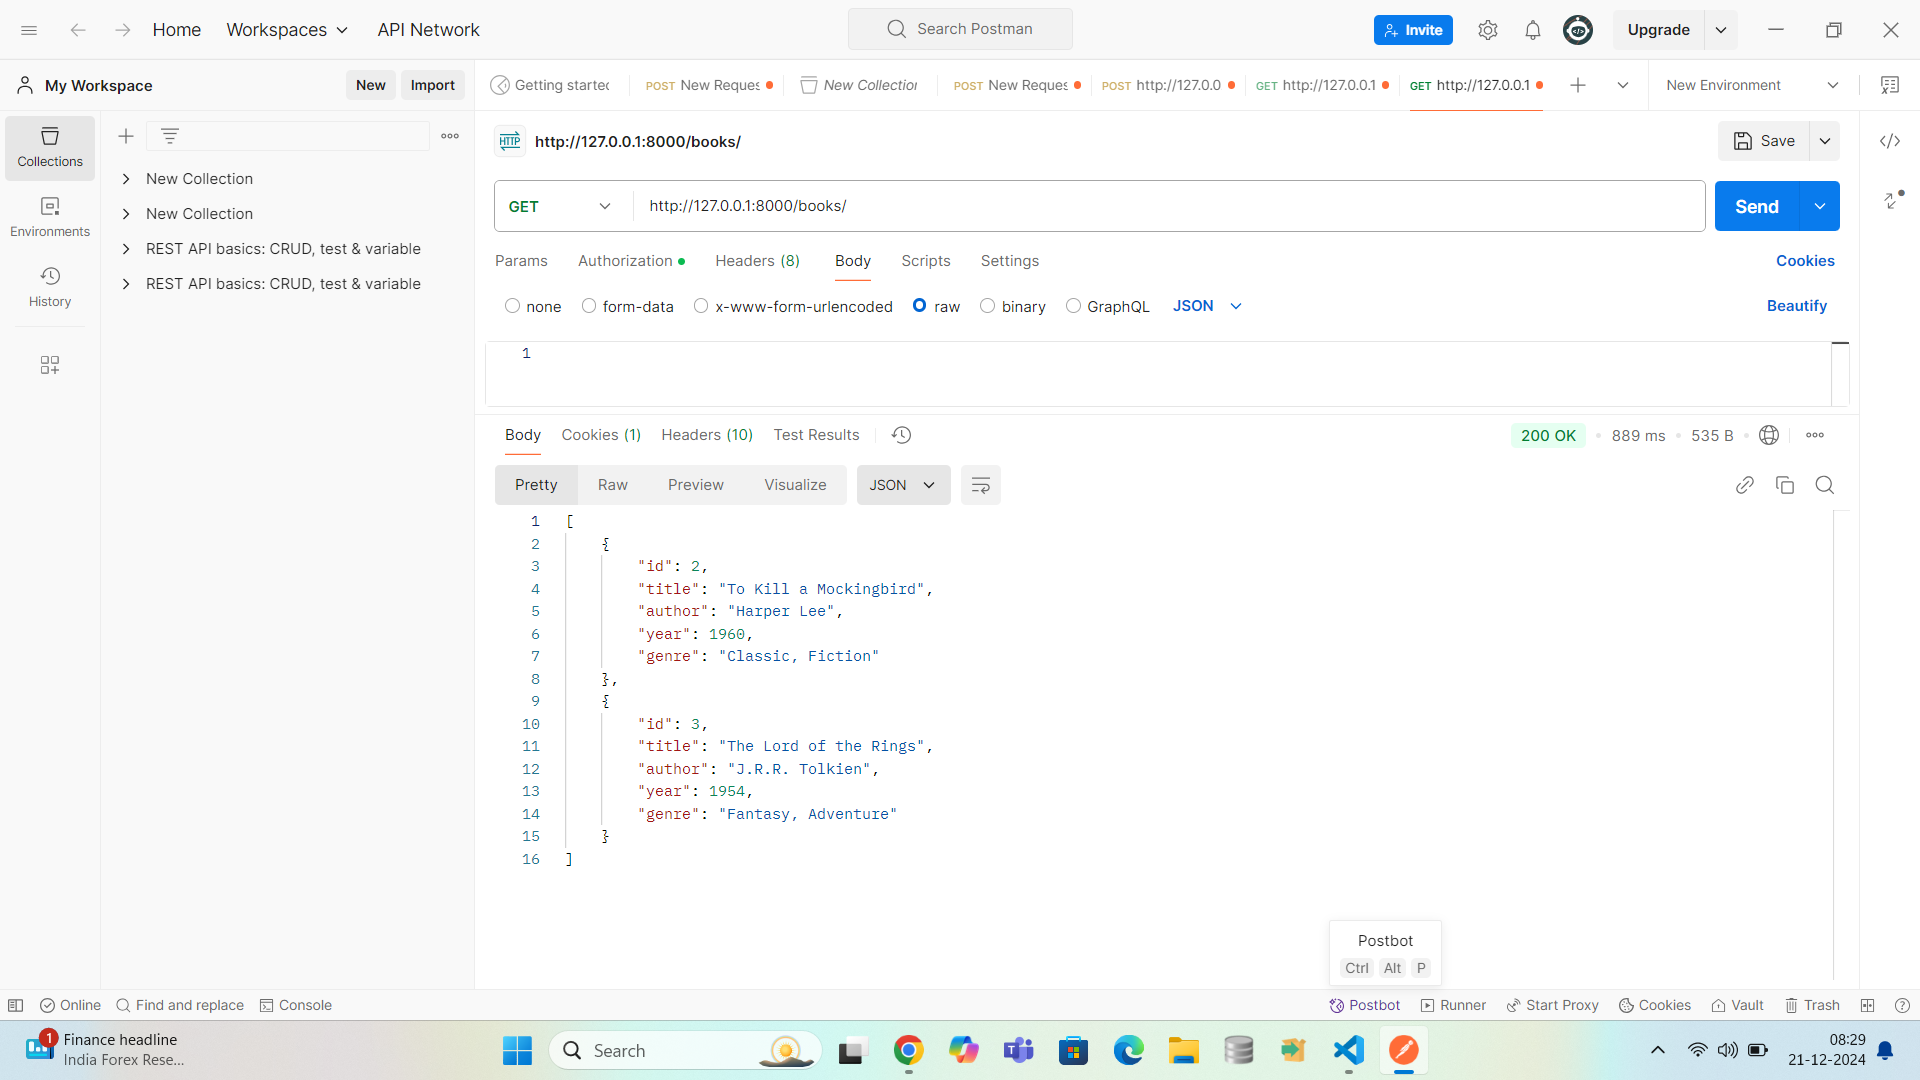 Home Workspaces API Network Search Postman Invite Upgrade
My Workspace New Import
Getting started POST New Reques New Collection POST New Reques POST http://127.0.0 GET http://127.0.0.1 GET http://127.0.0.1 New Environment
Collections
Environments
History
New Collection
New Collection
REST API basics: CRUD, test & variable
REST API basics: CRUD, test & variable
HTTP http://127.0.0.1:8000/books/ Save
GET http://127.0.0.1:8000/books/ Send
Params Authorization Headers (8) Body Scripts Settings Cookies
none form-data x-www-form-urlencoded raw binary GraphQL JSON Beautify
1
Body Cookies (1) Headers (10) Test Results 200 OK 889 ms 535 B
Pretty Raw Preview Visualize JSON
1 [
2 {
3 "id": 2,
4 "title": "To Kill a Mockingbird",
5 "author": "Harper Lee",
6 "year": 1960,
7 "genre": "Classic, Fiction"
8 },
9 {
10 "id": 3,
11 "title": "The Lord of the Rings",
12 "author": "J.R.R. Tolkien",
13 "year": 1954,
14 "genre": "Fantasy, Adventure"
15 }
16 ]
Postbot
Ctrl Alt P
Online Find and replace Console Postbot Runner Start Proxy Cookies Vault Trash
1 Finance headline
India Forex Rese...
Search
08:29
21-12-2024